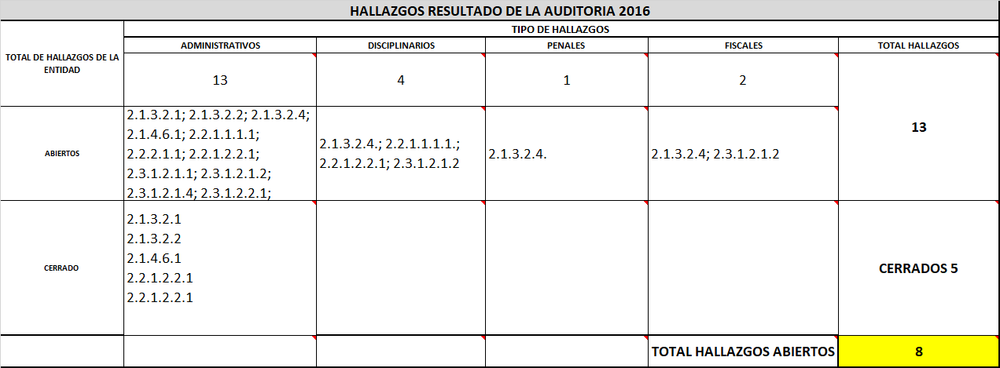 HALLAZGOS RESULTADO DE LA AUDITORIA 2016
TOTAL DE HALLAZGOS DE LA
ENTIDAD
TIPO DE HALLAZGOS
ADMINISTRATIVOS
DISCIPLINARIOS
PENALES
FISCALES
TOTAL HALLAZGOS
13
4
1
2
13
ABIERTOS
2.1.3.2.1; 2.1.3.2.2; 2.1.3.2.4;
2.1.4.6.1; 2.2.1.1.1.1;
2.2.2.1.1; 2.2.1.2.2.1;
2.3.1.2.1.1; 2.3.1.2.1.2;
2.3.1.2.1.4; 2.3.1.2.2.1;
2.1.3.2.4.; 2.2.1.1.1.1.;
2.2.1.2.2.1; 2.3.1.2.1.2
2.1.3.2.4.
2.1.3.2.4; 2.3.1.2.1.2
CERRADO
2.1.3.2.1
2.1.3.2.2
2.1.4.6.1
2.2.1.2.2.1
2.2.1.2.2.1
CERRADOS 5
TOTAL HALLAZGOS ABIERTOS
8